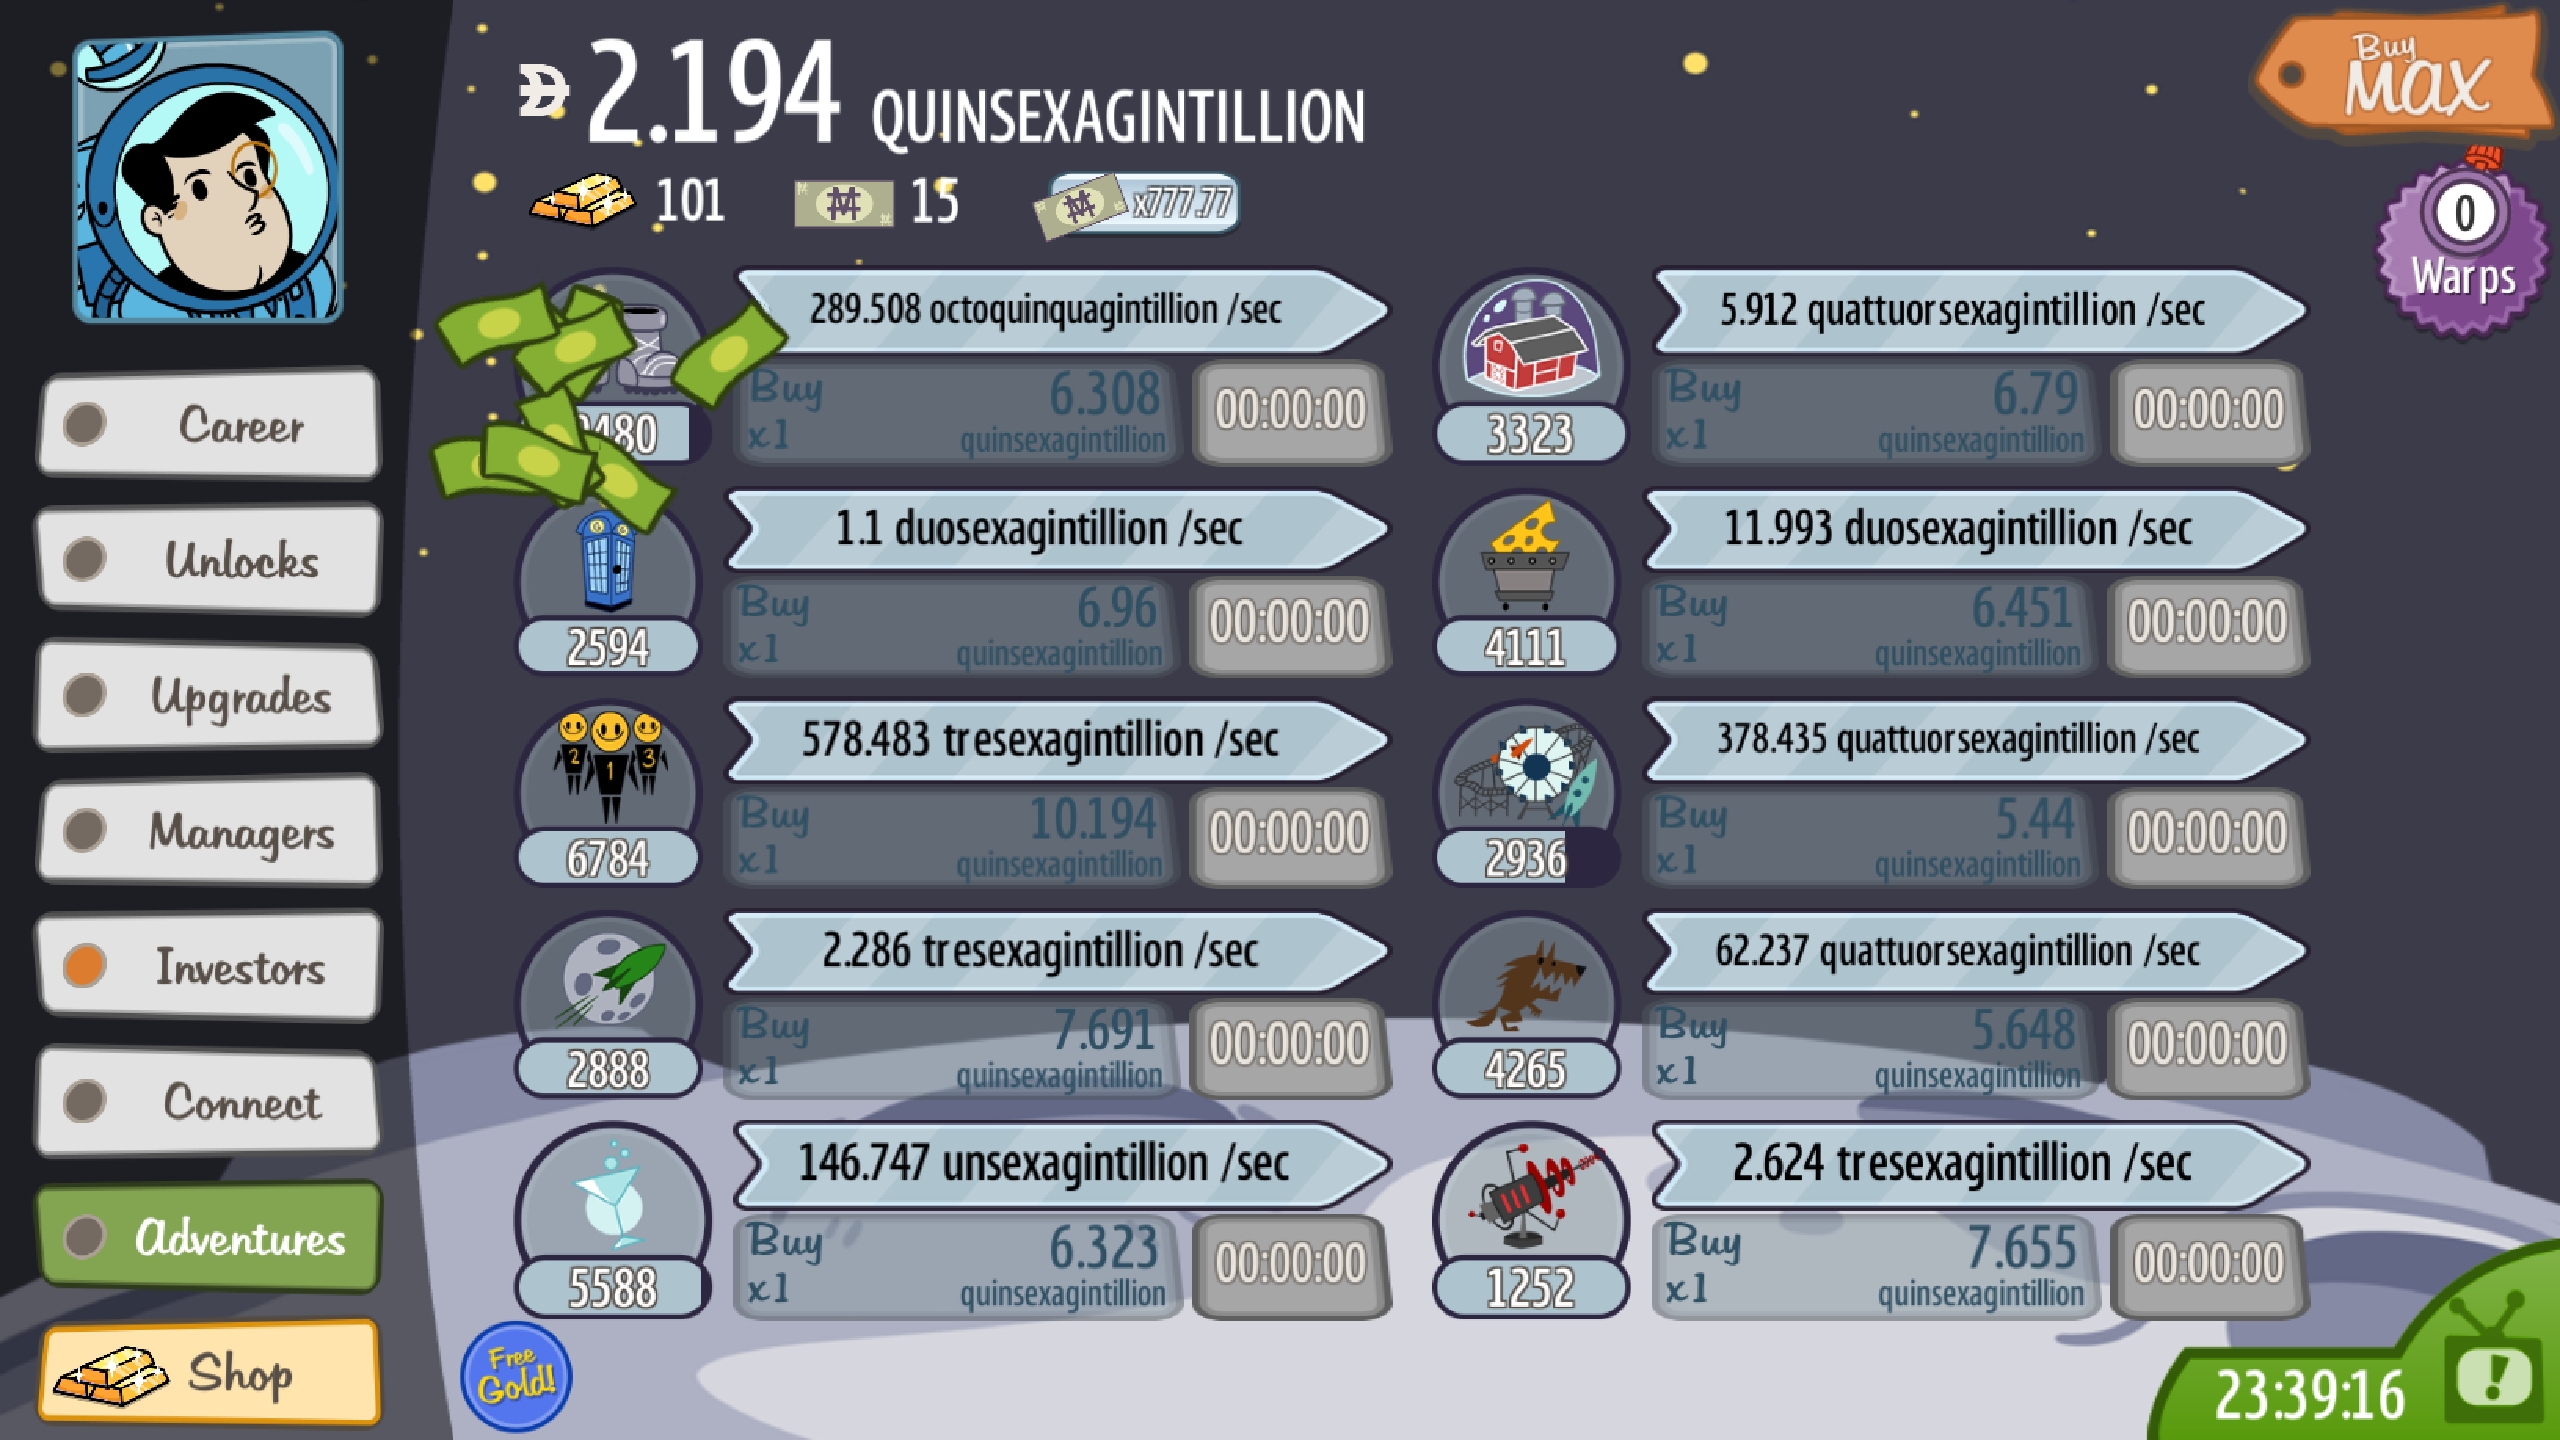 2.194 QUINSEXAGINTILLION
Buy
MAX
101
15
x777.77
0
Warps
Career
Unlocks
Upgrades
Managers
Investors
Connect
Adventures
Shop
289.508 octoquinquagintillion /sec
Buy 6.308
x1 quinsexagintillion
00:00:00
5.912 quattuorsexagintillion /sec
3323
Buy 6.79
x1 quinsexagintillion
00:00:00
1.1 duosexagintillion /sec
2594
Buy 6.96
x1 quinsexagintillion
00:00:00
11.993 duosexagintillion /sec
4111
Buy 6.451
x1 quinsexagintillion
00:00:00
578.483 tresexagintillion /sec
2 1 3
6784
Buy 10.194
x1 quinsexagintillion
00:00:00
378.435 quattuorsexagintillion /sec
2936
Buy 5.44
x1 quinsexagintillion
00:00:00
2.286 tresexagintillion /sec
2888
Buy 7.691
x1 quinsexagintillion
00:00:00
62.237 quattuorsexagintillion /sec
4265
Buy 5.648
x1 quinsexagintillion
00:00:00
146.747 unsexagintillion /sec
5588
Buy 6.323
x1 quinsexagintillion
00:00:00
2.624 tresexagintillion /sec
1252
Buy 7.655
x1 quinsexagintillion
00:00:00
Free
Gold!
23:39:16
!